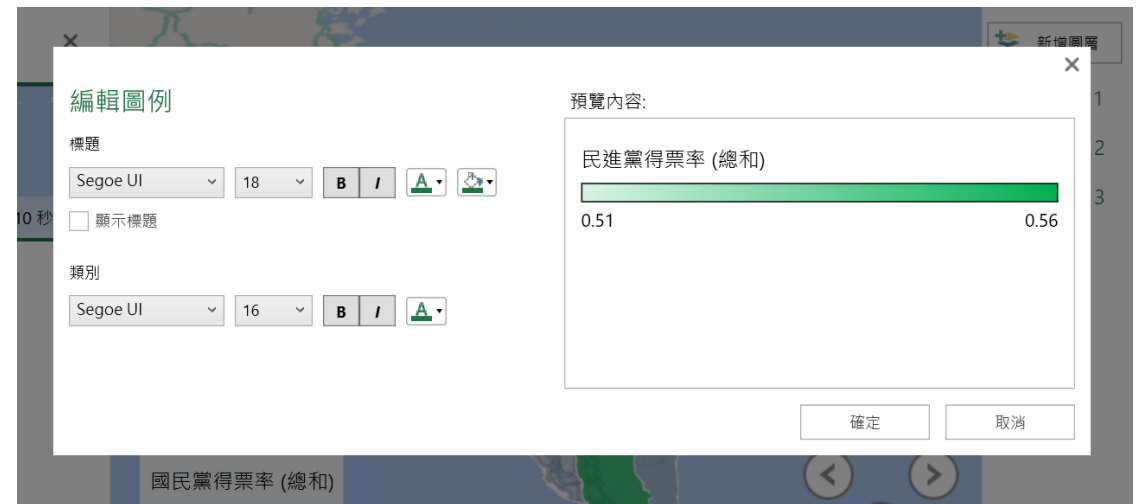 新增圖層
編輯圖例
預覽內容:
標題
Segoe UI 18 B I A
顯示標題
民進黨得票率 (總和)
0.51 0.56
類別
Segoe UI 16 B I A
確定 取消
10 秒
1
2
3
國民黨得票率 (總和)